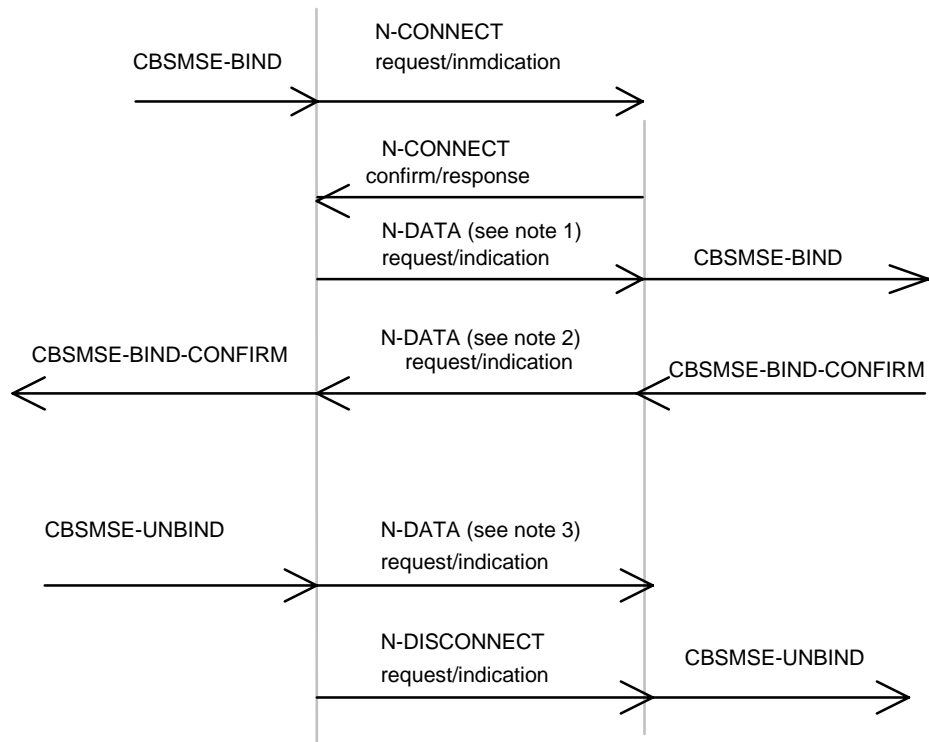 N-CONNECT
CBSMSE-BIND
request/inmdication
N-CONNECT
confirm/response
N-DATA (see note 1)
request/indication
CBSMSE-BIND
N-DATA (see note 2)
CBSMSE-BIND-CONFIRM
request/indication
CBSMSE-BIND-CONFIRM
CBSMSE-UNBIND
N-DATA (see note 3)
request/indication
N-DISCONNECT
CBSMSE-UNBIND
request/indication